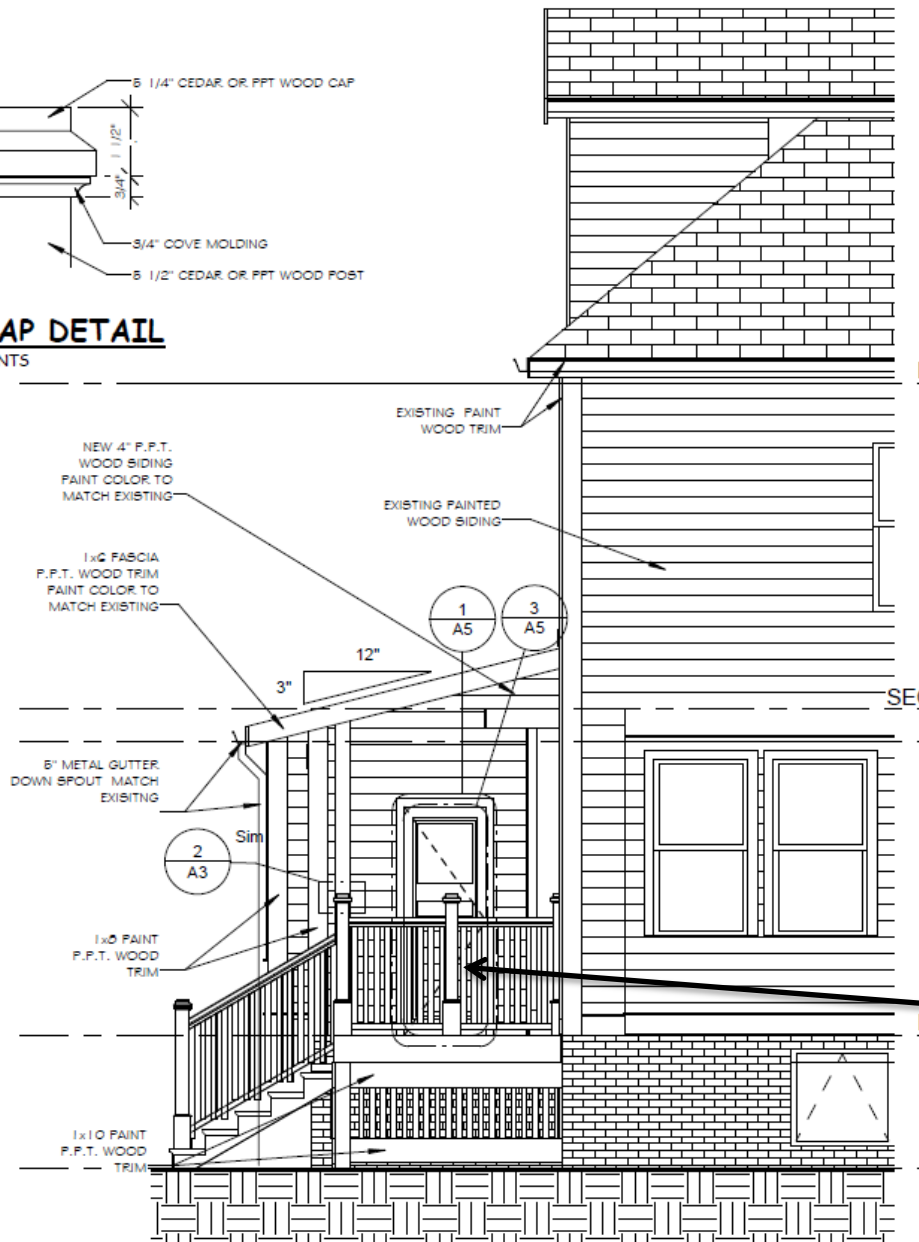 5 1/4" CEDAR OR PPT WOOD CAP
1 1/2"
3/4"
3/4" COVE MOLDING
5 1/2" CEDAR OR PPT WOOD POST
AP DETAIL
NTS
EXISTING PAINT
WOOD TRIM
NEW 4" P.P.T.
WOOD SIDING
PAINT COLOR TO
MATCH EXISTING
EXISTING PAINTED
WOOD SIDING
1x6 FASCIA
P.P.T. WOOD TRIM
PAINT COLOR TO
MATCH EXISTING
1
A5
3
A5
12"
3"
SEC
5" METAL GUTTER
DOWN SPOUT MATCH
EXISITNG
Sim
2
A3
1x8 PAINT
P.P.T. WOOD
TRIM
1x10 PAINT
P.P.T. WOOD
TRIM